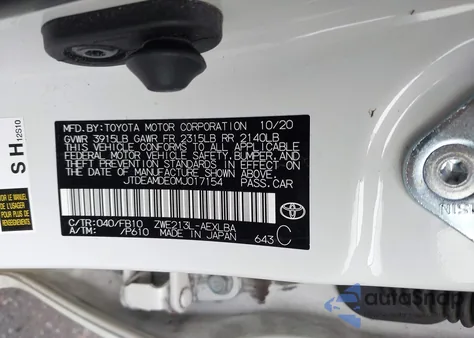 MFD.BY:TOYOTA MOTOR CORPORATION 10/20
GVWR 3915LB GAWR FR 2315LB RR 2140LB
THIS VEHICLE CONFORMS TO ALL APPLICABLE
FEDERAL MOTOR VEHICLE SAFETY, BUMPER, AND
THEFT PREVENTION STANDARDS IN EFFECT ON
THE DATE OF MANUFACTURE SHOWN ABOVE.
JTDEAMDE0MJ017154 PASS.CAR
C/TR:040/FB10 ZWE213L-AEXLBA
A/TM: /P610 MADE IN JAPAN 643 C
SH 12S10
autosnap